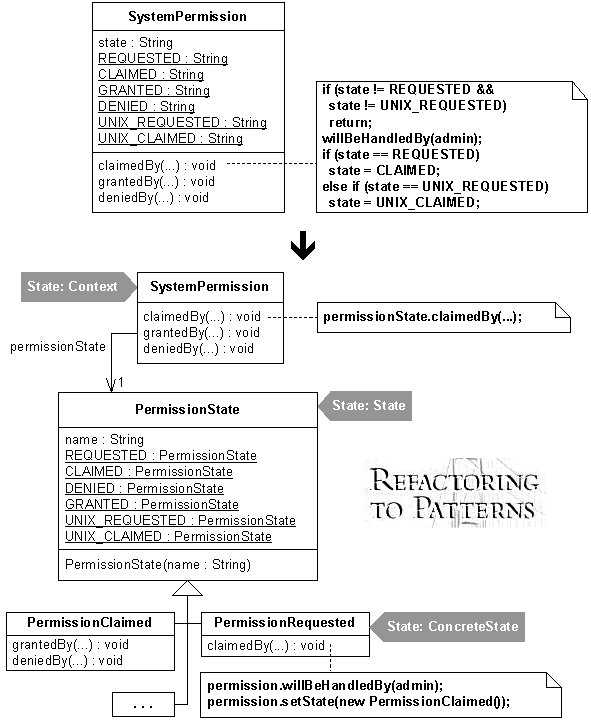 SystemPermission
state : String
REQUESTED : String
CLAIMED : String
GRANTED : String
DENIED : String
UNIX_REQUESTED : String
UNIX_CLAIMED : String
claimedBy(...) : void
grantedBy(...) : void
deniedBy(...) : void
if (state != REQUESTED &&
state != UNIX_REQUESTED)
return;
willBeHandledBy(admin);
if (state == REQUESTED)
state = CLAIMED;
else if (state == UNIX_REQUESTED)
state = UNIX_CLAIMED;
State: Context
SystemPermission
claimedBy(...) : void
grantedBy(...) : void
deniedBy(...) : void
permissionState.claimedBy(...);
permissionState
1
PermissionState
name : String
REQUESTED : PermissionState
CLAIMED : PermissionState
DENIED : PermissionState
GRANTED : PermissionState
UNIX_REQUESTED : PermissionState
UNIX_CLAIMED : PermissionState
PermissionState(name : String)
State: State
REFACTORING
TO PATTERNS
PermissionClaimed
grantedBy(...) : void
deniedBy(...) : void
PermissionRequested
claimedBy(...) : void
State: ConcreteState
. . .
permission.willBeHandledBy(admin);
permission.setState(new PermissionClaimed());